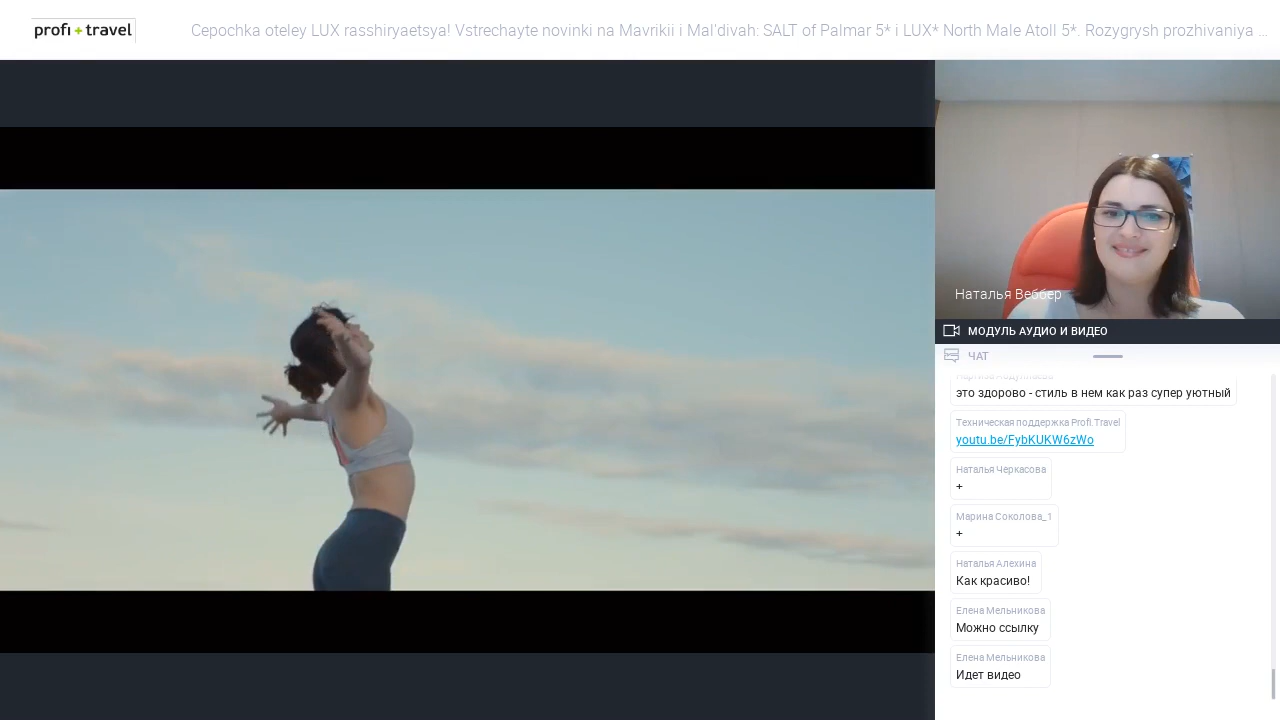 profi + travel
Cepochka oteley LUX rasshiryaetsya! Vstrechayte novinki na Mavrikii i Mal'divah: SALT of Palmar 5* i LUX* North Male Atoll 5*. Rozygrysh prozhivaniya ...
Наталья Веббер
МОДУЛЬ АУДИО И ВИДЕО
ЧАТ
это здорово - стиль в нем как раз супер уютный
Техническая поддержка Profi.Travel
youtu.be/FybKUKW6zWo
Наталья Черкасова
+
Марина Соколова_1
+
Наталья Алехина
Как красиво!
Елена Мельникова
Можно ссылку
Елена Мельникова
Идет видео